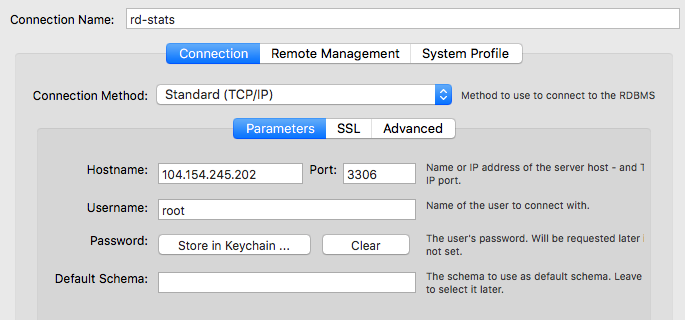 Connection Name: rd-stats
Connection Remote Management System Profile
Connection Method: Standard (TCP/IP) Method to use to connect to the RDBMS
Parameters SSL Advanced
Hostname: 104.154.245.202 Port: 3306 Name or IP address of the server host - and
IP port.
Username: root Name of the user to connect with.
Password: Store in Keychain ... Clear The user's password. Will be requested later
not set.
Default Schema: The schema to use as default schema. Leave
to select it later.